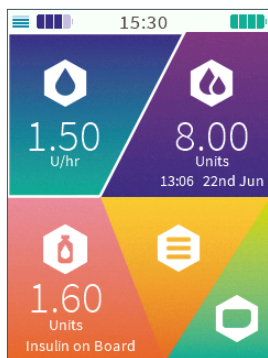 15:30
1.50
U/hr
8.00
Units
13:06 22nd Jun
1.60
Units
Insulin on Board